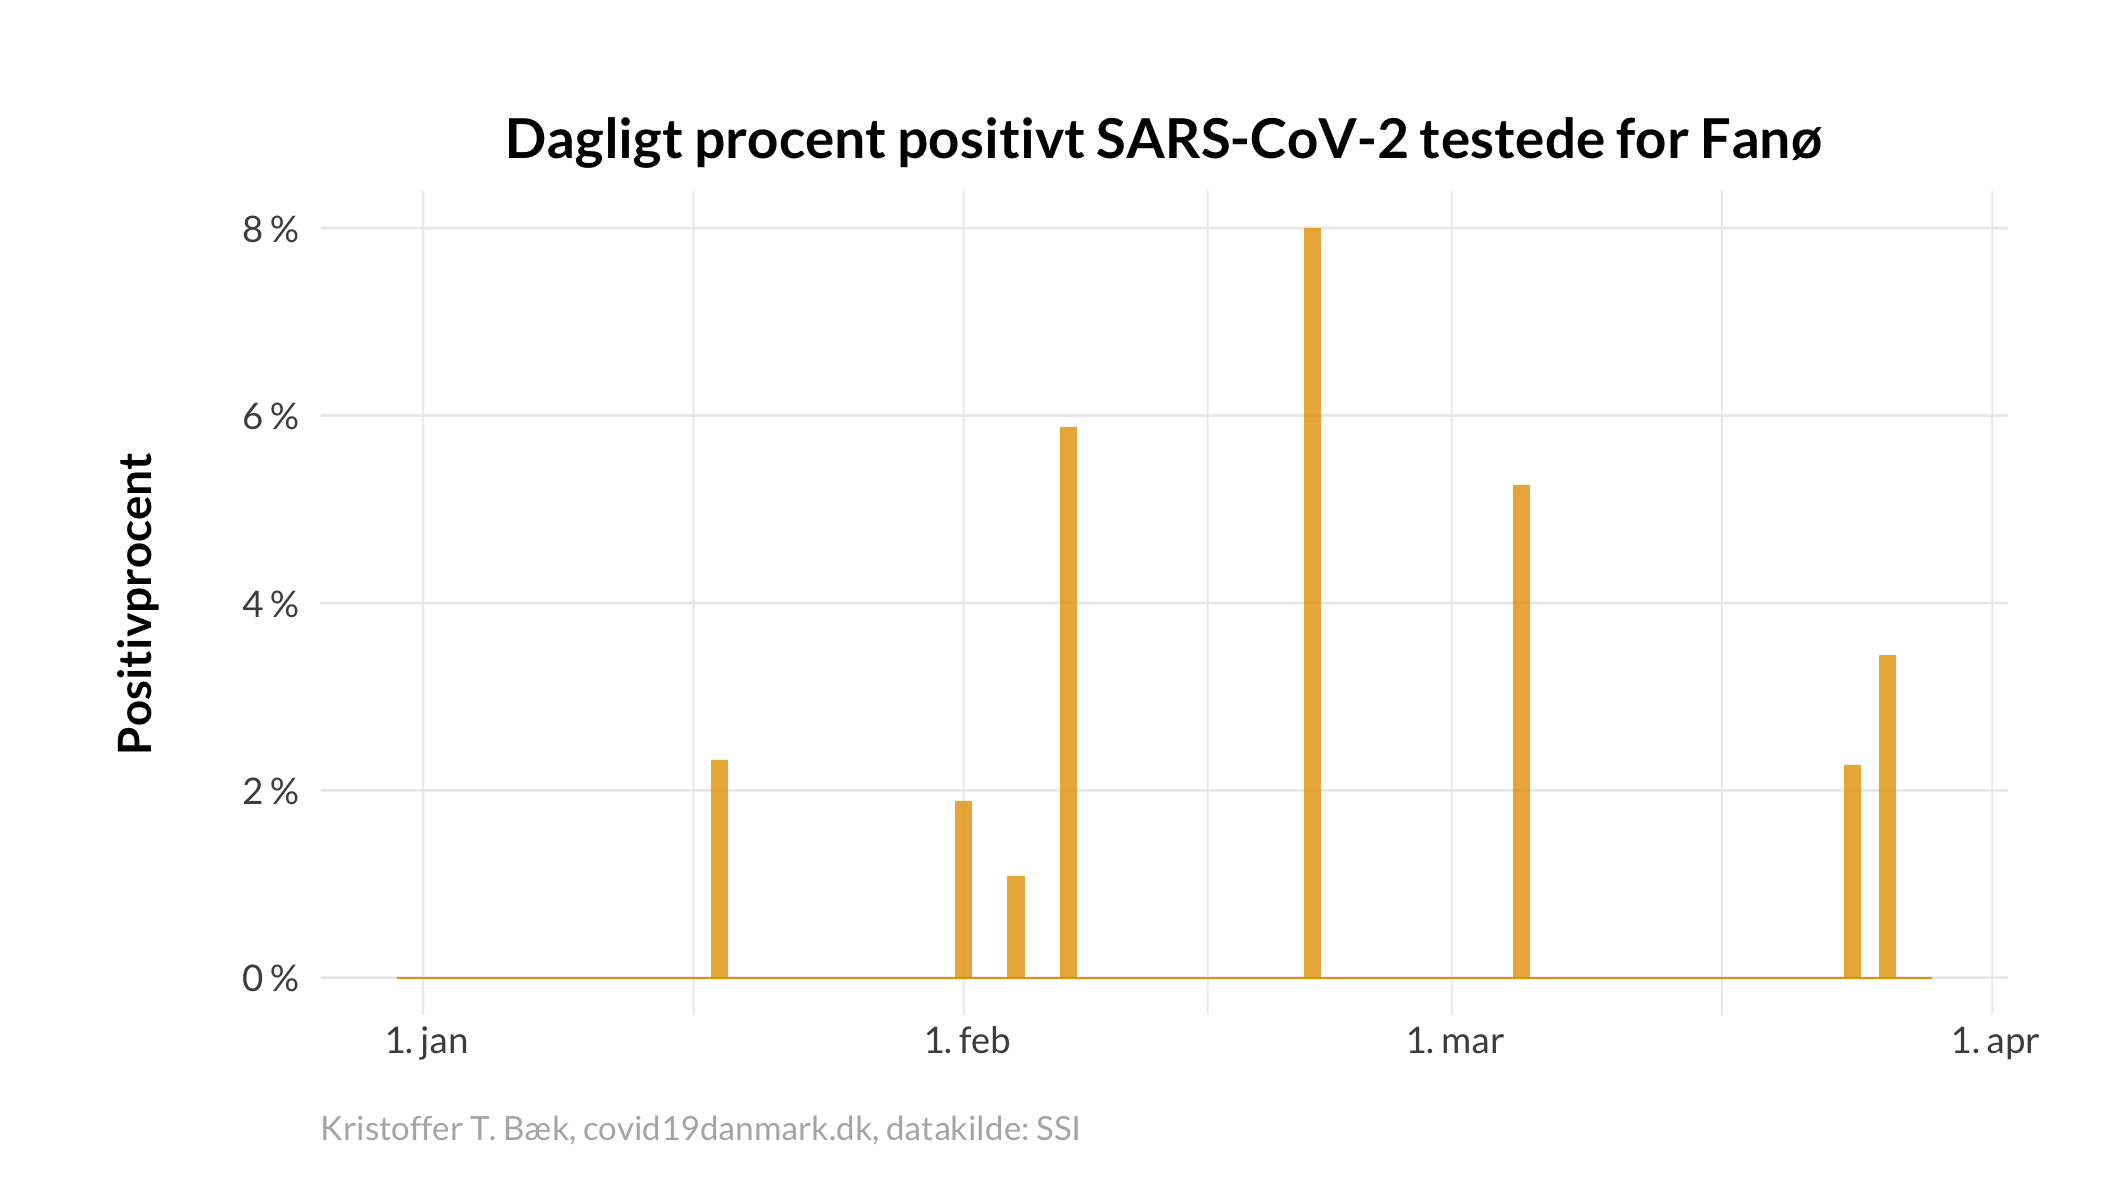 Dagligt procent positivt SARS-CoV-2 testede for Fanø
Positivprocent
8 %
6 %
4 %
2 %
0 %
1. jan
1. feb
1. mar
1. apr
Kristoffer T. Bæk, covid19danmark.dk, datakilde: SSI